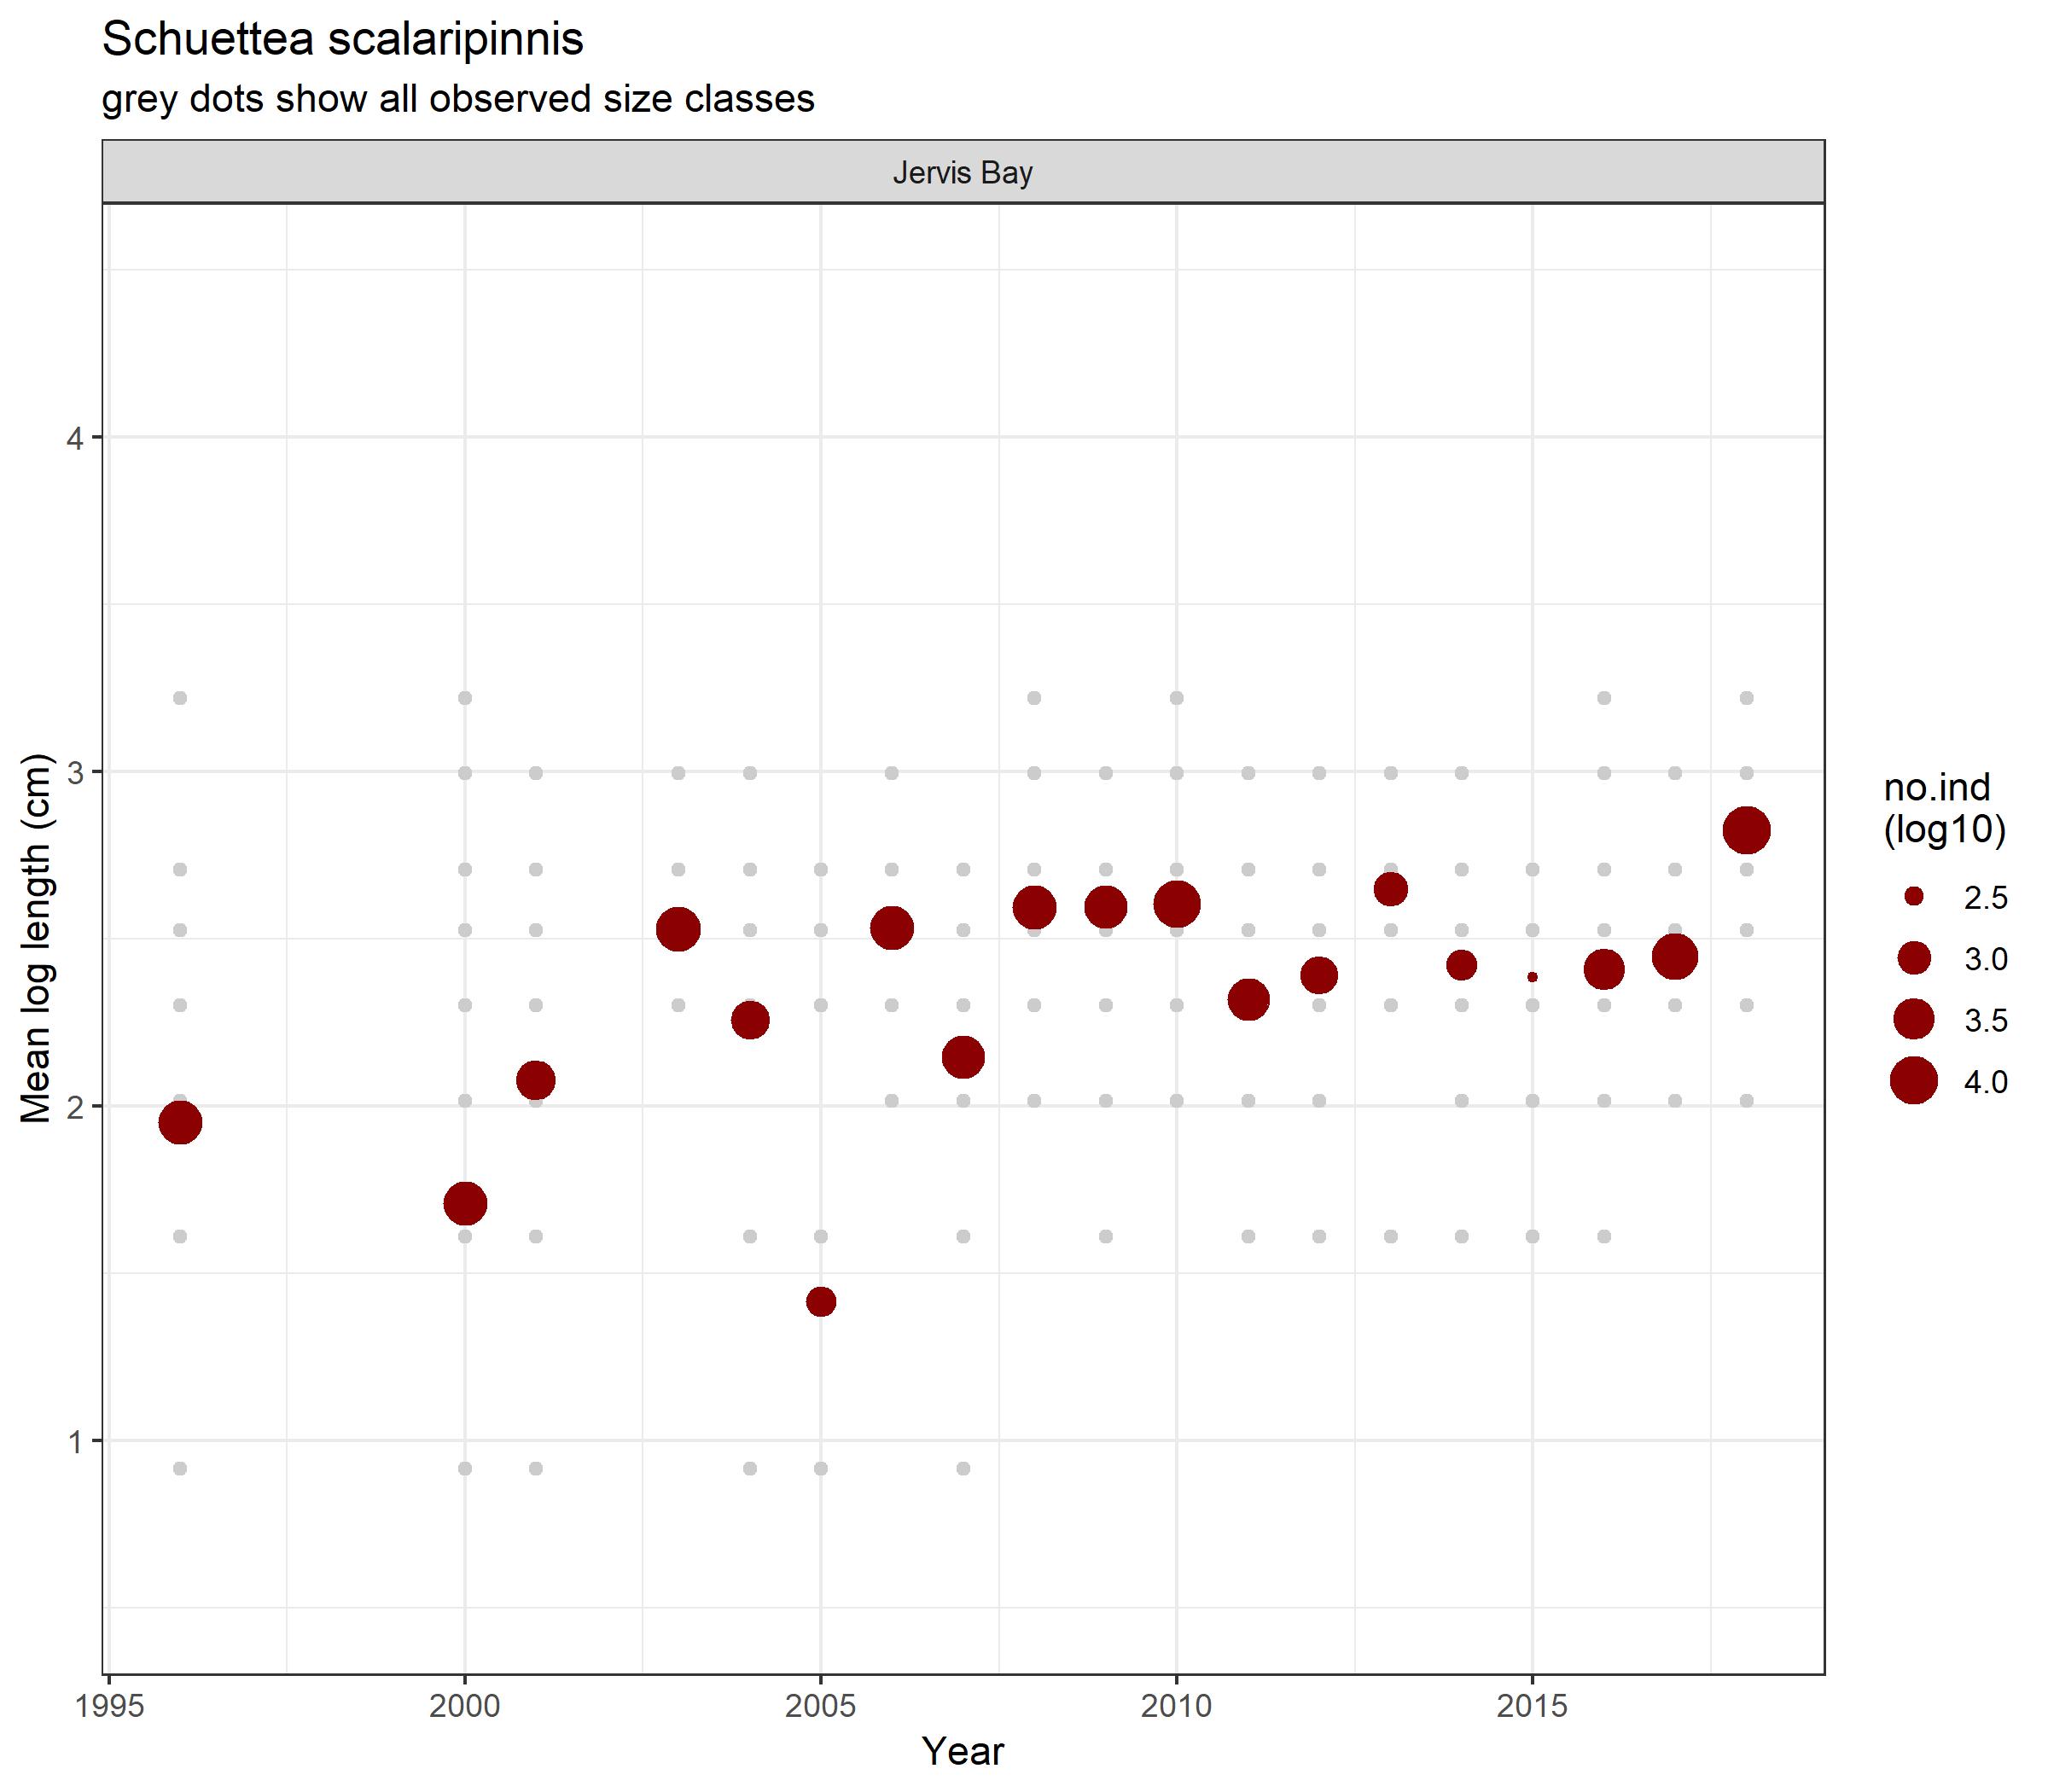 Schuettea scalaripinnis
grey dots show all observed size classes
Jervis Bay
4
3
2
1
Mean log length (cm)
1995
2000
2005
2010
2015
Year
no.ind
(log10)
2.5
3.0
3.5
4.0